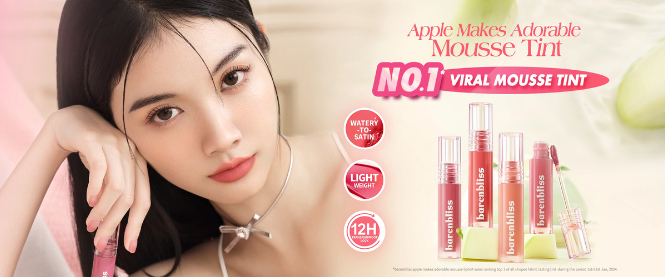 Apple Makes Adorable
Mousse Tint
NO.1* VIRAL MOUSSE TINT
WATERY
-TO-
SATIN
LIGHT
WEIGHT
12H
barenbliss
barenbliss
barenbliss
barenbliss